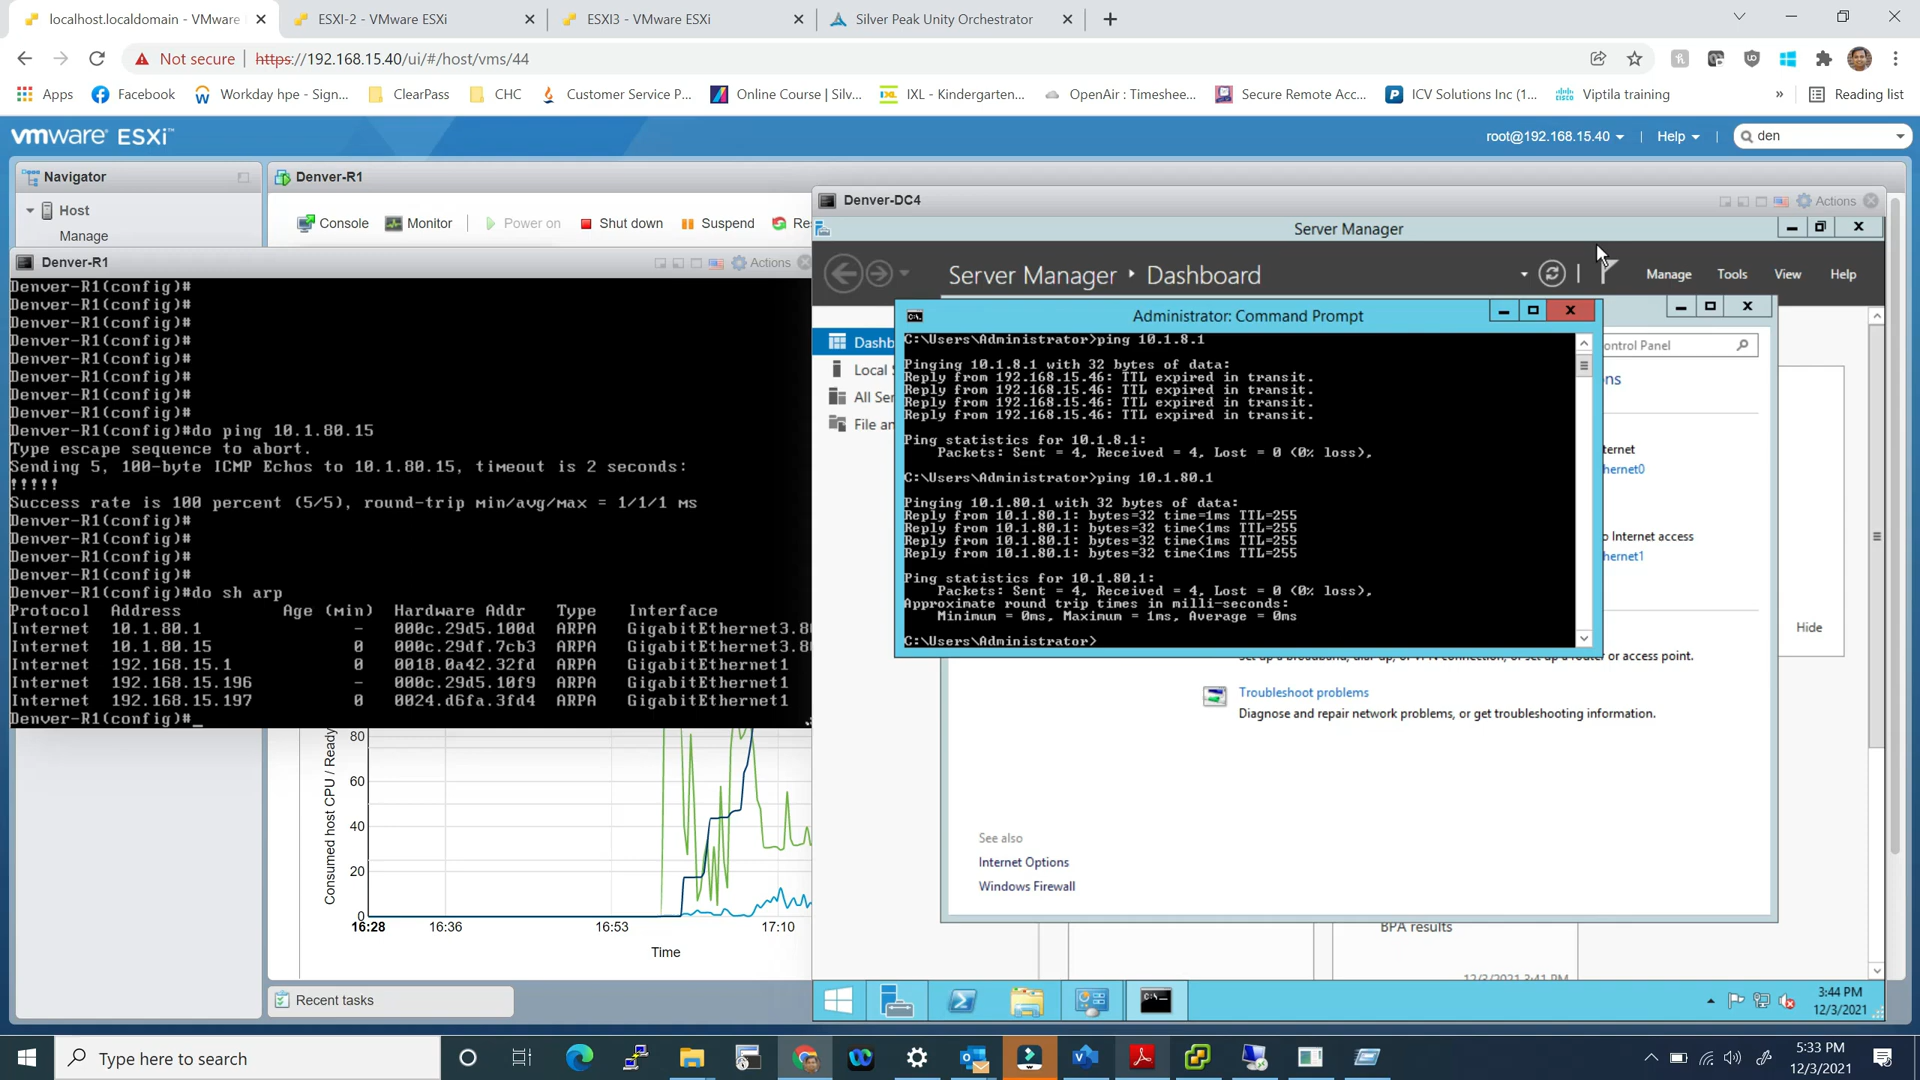 localhost.localdomain - VMware
ESXI-2 - VMware ESXi
ESXI3 - VMware ESXi
Silver Peak Unity Orchestrator
Not secure
https://192.168.15.40/ui/#/host/vms/44
Apps
Facebook
Workday hpe - Sign...
ClearPass
CHC
Customer Service P...
Online Course | Silv...
IXL - Kindergarten...
OpenAir : Timeshee...
Secure Remote Acc...
ICV Solutions Inc (1...
Viptila training
»
Reading list
vmware ESXi™
root@192.168.15.40
Help
den
Navigator
Host
Manage
Denver-R1
Console
Monitor
Power on
Shut down
Suspend
Denver-R1
Actions
Denver-R1(config)#
Denver-R1(config)#
Denver-R1(config)#
Denver-R1(config)#
Denver-R1(config)#
Denver-R1(config)#
Denver-R1(config)#
Denver-R1(config)#
Denver-R1(config)#do ping 10.1.80.15
Type escape sequence to abort.
Sending 5, 100-byte ICMP Echos to 10.1.80.15, timeout is 2 seconds:
!!!!!
Success rate is 100 percent (5/5), round-trip min/avg/max = 1/1/1 ms
Denver-R1(config)#
Denver-R1(config)#
Denver-R1(config)#
Denver-R1(config)#
Denver-R1(config)#do sh arp
Protocol Address Age (min) Hardware Addr Type Interface
Internet 10.1.80.1 - 000c.29d5.100d ARPA GigabitEthernet3.8
Internet 10.1.80.15 0 000c.29df.7cb3 ARPA GigabitEthernet3.8
Internet 192.168.15.1 0 0018.0a42.32fd ARPA GigabitEthernet1
Internet 192.168.15.196 - 000c.29d5.10f9 ARPA GigabitEthernet1
Internet 192.168.15.197 0 0024.d6fa.3fd4 ARPA GigabitEthernet1
Denver-R1(config)#_
Consumed host CPU / Ready
80
60
40
20
0
16:28
16:36
16:53
17:10
Time
Recent tasks
Denver-DC4
Actions
Server Manager
Server Manager • Dashboard
Manage
Tools
View
Help
Dashb
Local
All Ser
File an
Administrator: Command Prompt
C:\Users\Administrator>ping 10.1.8.1
Pinging 10.1.8.1 with 32 bytes of data:
Reply from 192.168.15.46: TTL expired in transit.
Reply from 192.168.15.46: TTL expired in transit.
Reply from 192.168.15.46: TTL expired in transit.
Reply from 192.168.15.46: TTL expired in transit.
Ping statistics for 10.1.8.1:
Packets: Sent = 4, Received = 4, Lost = 0 (0% loss),
C:\Users\Administrator>ping 10.1.80.1
Pinging 10.1.80.1 with 32 bytes of data:
Reply from 10.1.80.1: bytes=32 time=1ms TTL=255
Reply from 10.1.80.1: bytes=32 time<1ms TTL=255
Reply from 10.1.80.1: bytes=32 time<1ms TTL=255
Reply from 10.1.80.1: bytes=32 time<1ms TTL=255
Ping statistics for 10.1.80.1:
Packets: Sent = 4, Received = 4, Lost = 0 (0% loss),
Approximate round trip times in milli-seconds:
Minimum = 0ms, Maximum = 1ms, Average = 0ms
C:\Users\Administrator>
ontrol Panel
ons
ternet
hernet0
o Internet access
hernet1
Hide
Troubleshoot problems
Diagnose and repair network problems, or get troubleshooting information.
See also
Internet Options
Windows Firewall
BPA results
12/3/2021 3:41 PM
3:44 PM
12/3/2021
Type here to search
5:33 PM
12/3/2021